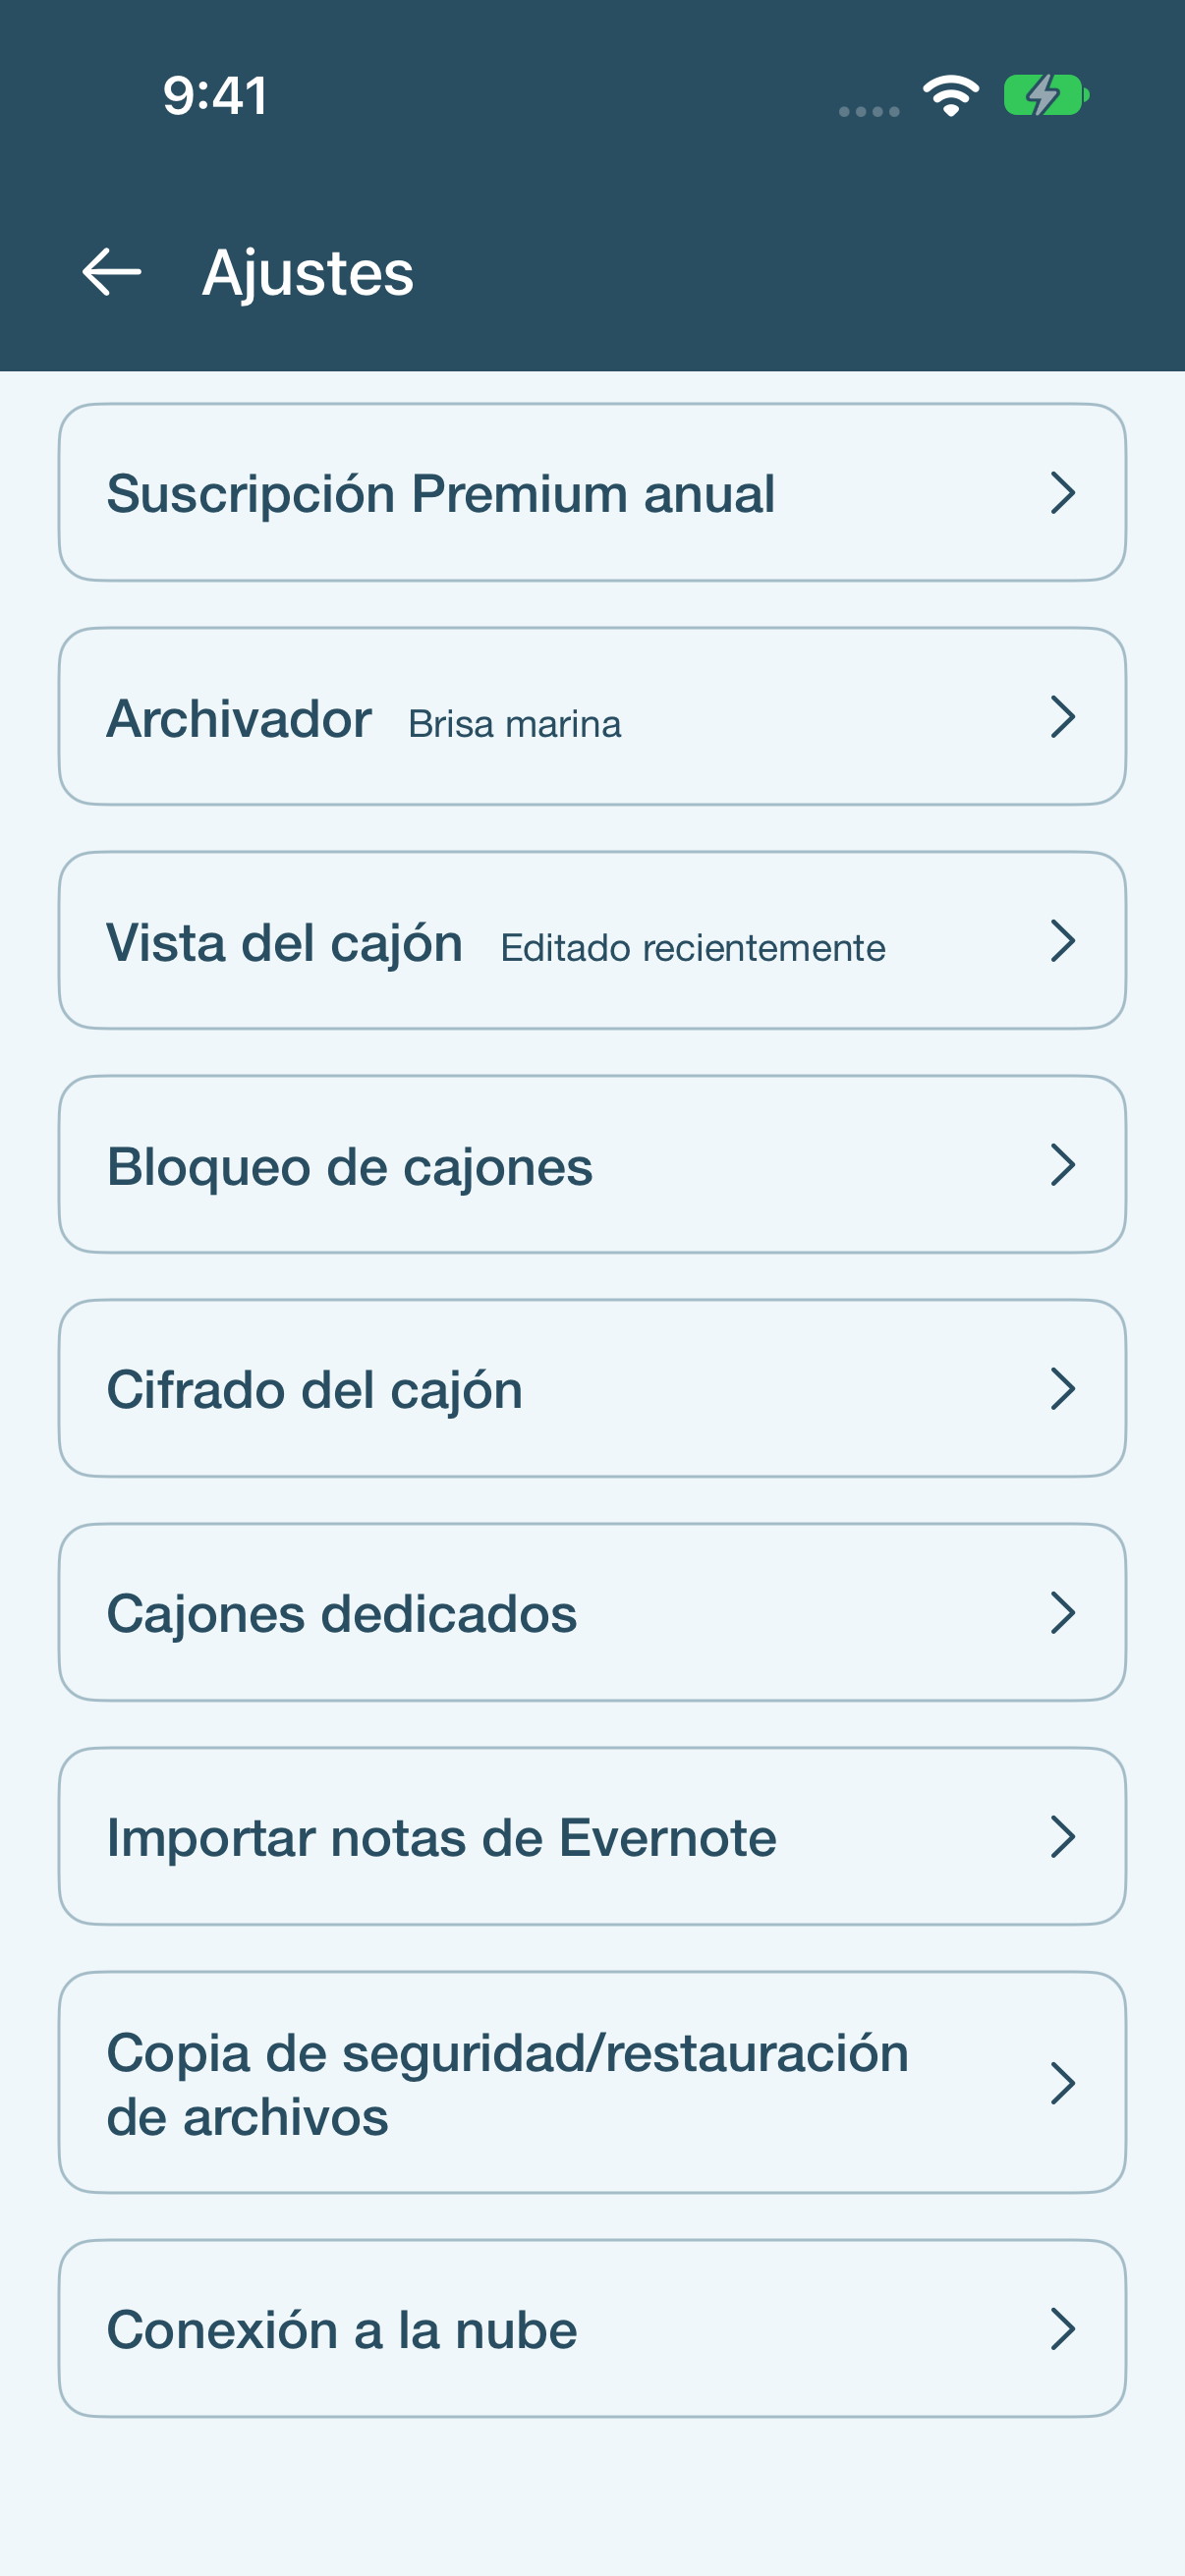 9:41
Ajustes
Suscripción Premium anual
Archivador Brisa marina
Vista del cajón Editado recientemente
Bloqueo de cajones
Cifrado del cajón
Cajones dedicados
Importar notas de Evernote
Copia de seguridad/restauración
de archivos
Conexión a la nube